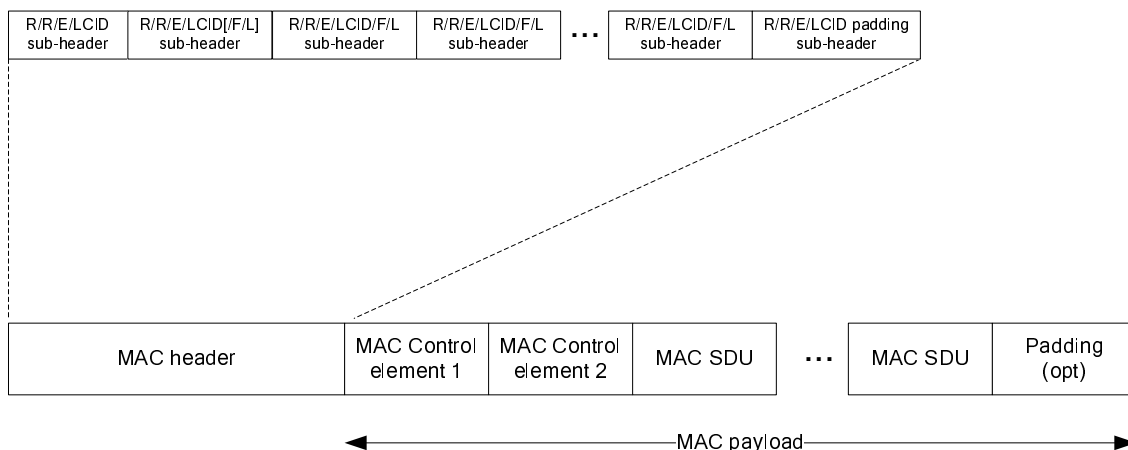 R/R/E/LCID
sub-header
R/R/E/LCID[/F/L]
sub-header
R/R/E/LCID/F/L
sub-header
R/R/E/LCID/F/L
sub-header
...
R/R/E/LCID/F/L
sub-header
R/R/E/LCID padding
sub-header
MAC header
MAC Control
element 1
MAC Control
element 2
MAC SDU
...
MAC SDU
Padding
(opt)
MAC payload